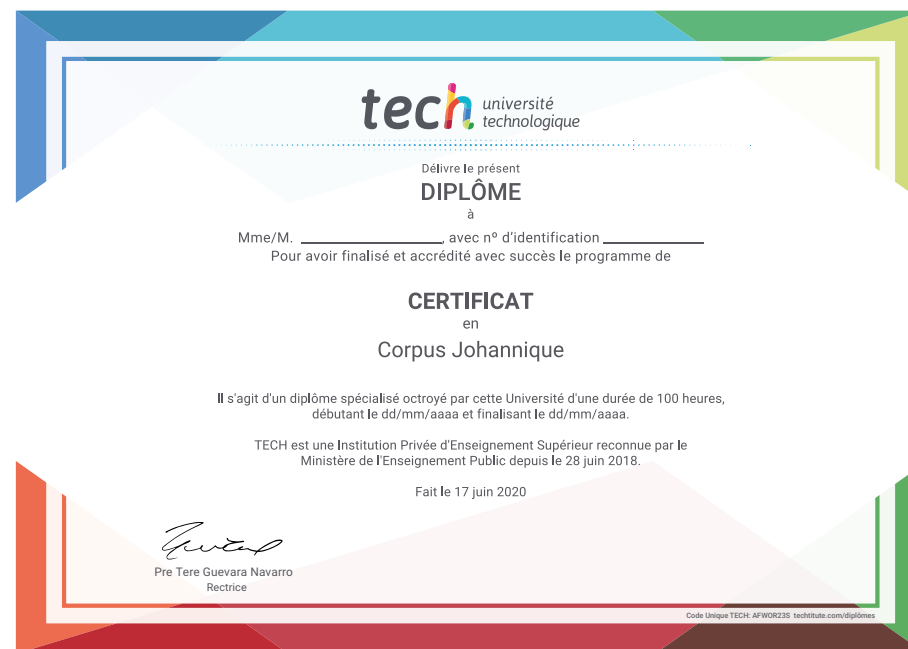 tech université
technologique
Délivre le présent
DIPLÔME
à
Mme/M. ____________________, avec nº d'identification ______________
Pour avoir finalisé et accrédité avec succès le programme de
CERTIFICAT
en
Corpus Johannique
Il s'agit d'un diplôme spécialisé octroyé par cette Université d'une durée de 100 heures,
débutant le dd/mm/aaaa et finalisant le dd/mm/aaaa.
TECH est une Institution Privée d'Enseignement Supérieur reconnue par le
Ministère de l'Enseignement Public depuis le 28 juin 2018.
Fait le 17 juin 2020
Pre Tere Guevara Navarro
Rectrice
Code Unique TECH: AFWOR23S techtitute.com/diplômes